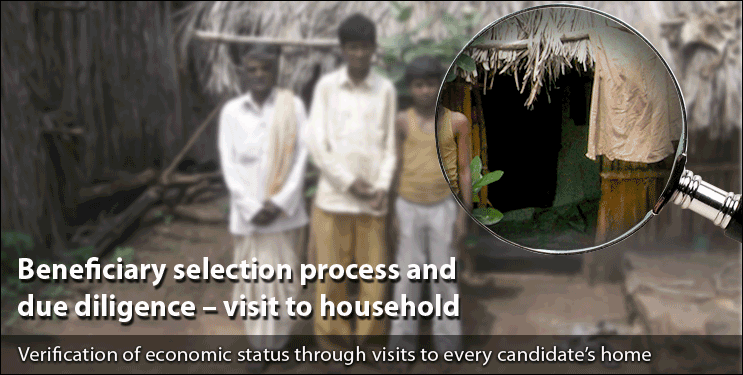 Beneficiary selection process and
due diligence – visit to household
Verification of economic status through visits to every candidate's home